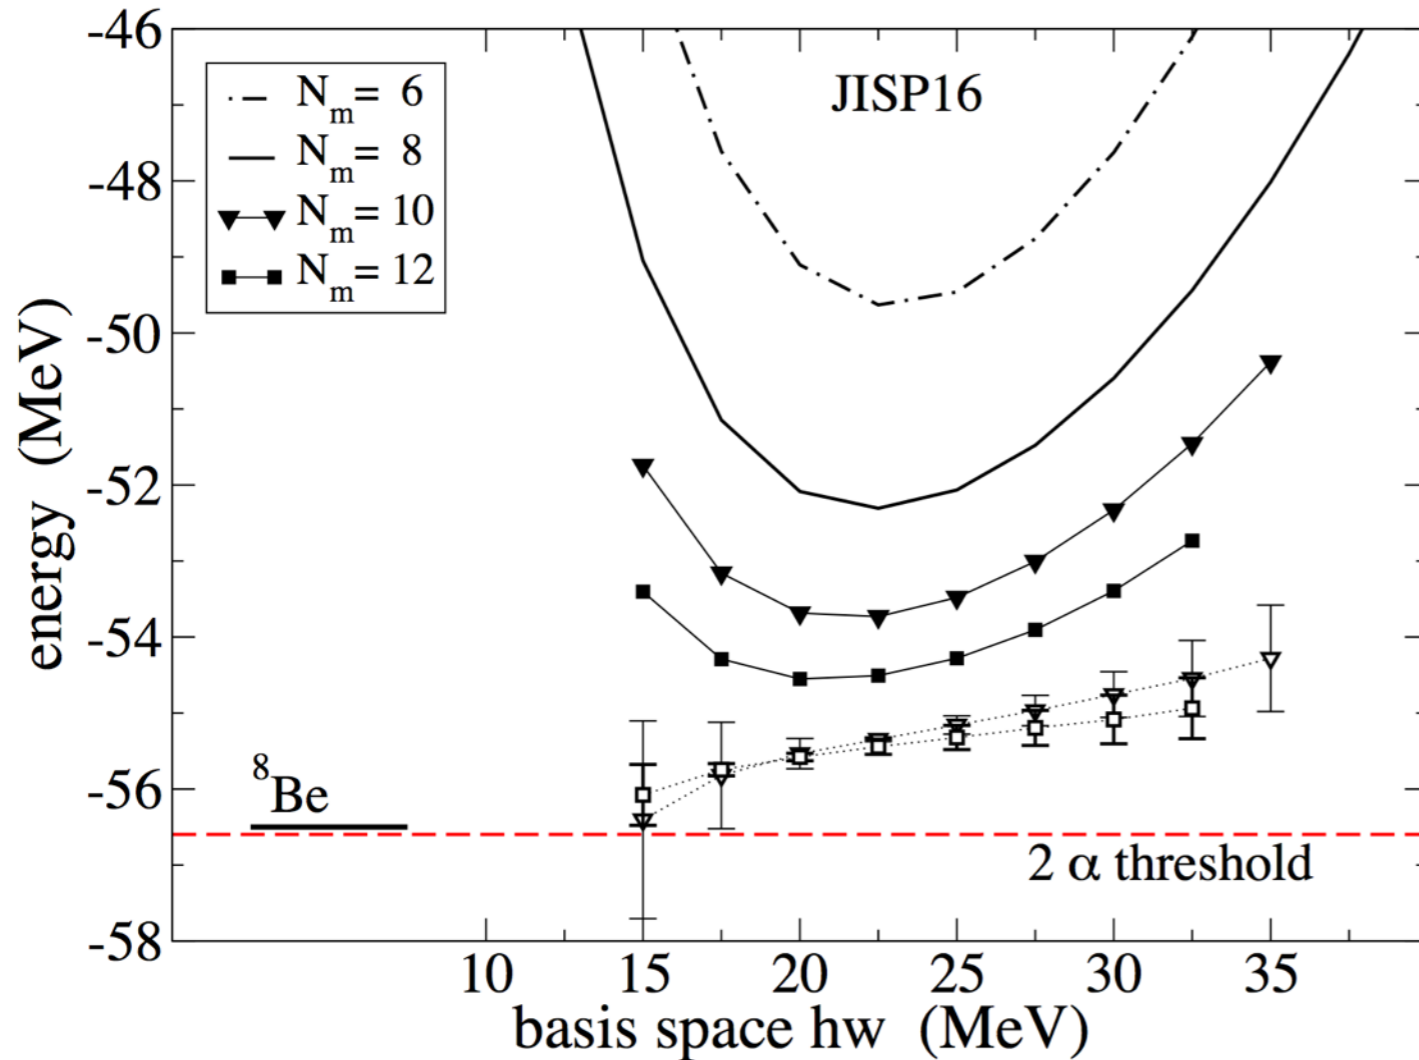 -46
-48
-50
-52
-54
-56
-58
energy (MeV)
N_m= 6
N_m= 8
N_m= 10
N_m= 12
JISP16
⁸Be
2 α threshold
10 15 20 25 30 35
basis space hw (MeV)